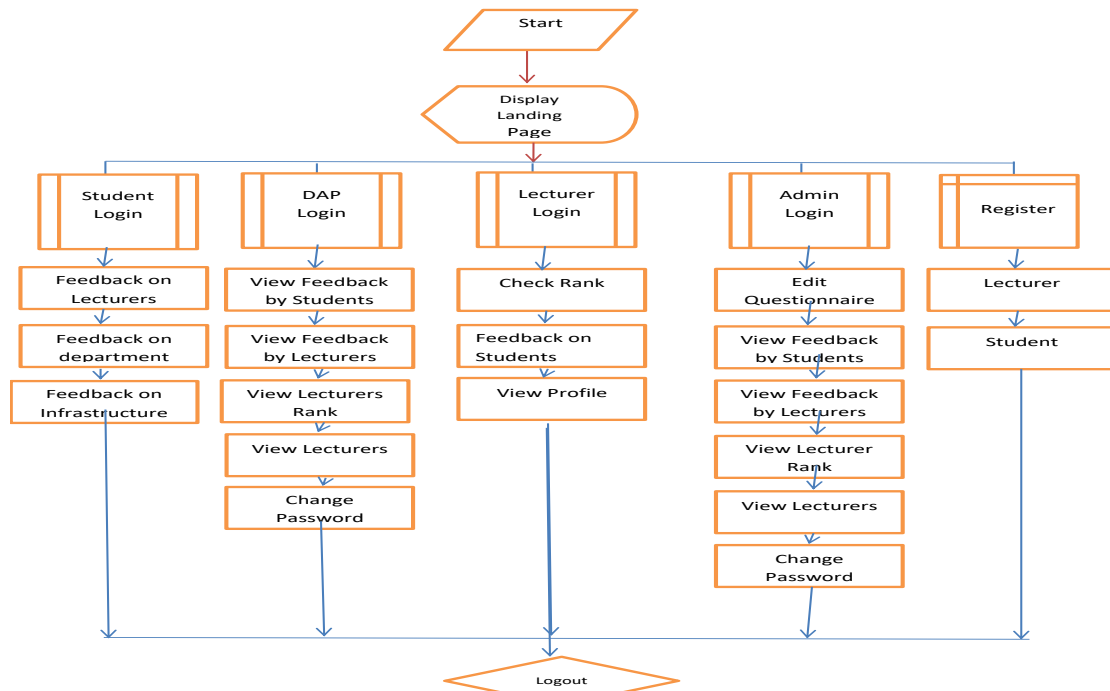 Start
Display
Landing
Page
Student
Login
DAP
Login
Lecturer
Login
Admin
Login
Register
Feedback on
Lecturers
Feedback on
department
Feedback on
Infrastructure
View Feedback
by Students
View Feedback
by Lecturers
View Lecturers
Rank
View Lecturers
Change
Password
Check Rank
Feedback on
Students
View Profile
Edit
Questionnaire
View Feedback
by Students
View Feedback
by Lecturers
View Lecturer
Rank
View Lecturers
Change
Password
Lecturer
Student
Logout